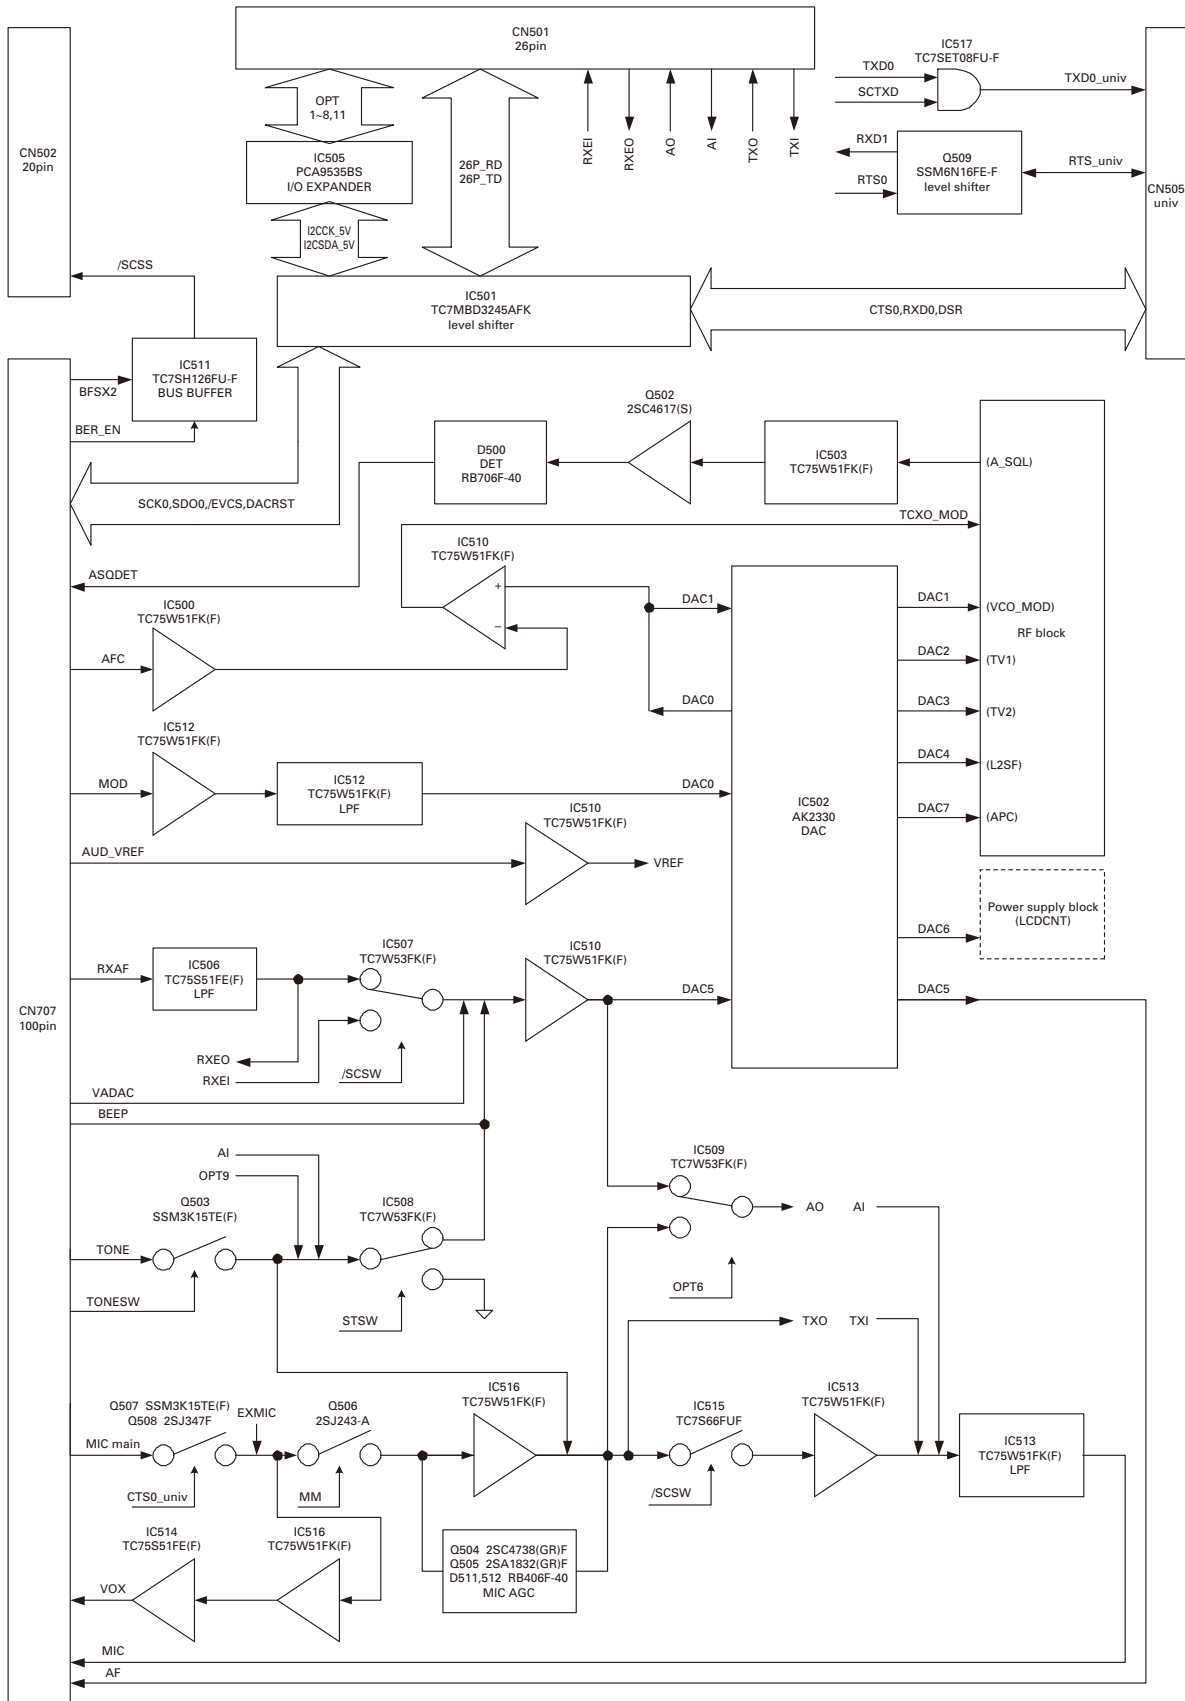 CN501
26pin
CN502
20pin
OPT
1~8,11
IC505
PCA9535BS
I/O EXPANDER
I2CCK_5V
I2CSDA_5V
26P_RD
26P_TD
RXEI
RXEO
AO
AI
TXO
TXI
IC517
TC7SET08FU-F
TXD0
SCTXD
TXD0_univ
RXD1
RTS0
Q509
SSM6N16FE-F
level shifter
RTS_univ
CN505
univ
/SCSS
IC501
TC7MBD3245AFK
level shifter
CTS0,RXD0,DSR
IC511
TC7SH126FU-F
BUS BUFFER
BFSX2
BER_EN
SCK0,SDO0,/EVCS,DACRST
D500
DET
RB706F-40
Q502
2SC4617(S)
IC503
TC75W51FK(F)
(A_SQL)
TCXO_MOD
ASQDET
IC510
TC75W51FK(F)
+
−
IC500
TC75W51FK(F)
AFC
DAC1
DAC0
IC502
AK2330
DAC
DAC1
(VCO_MOD)
RF block
DAC2
(TV1)
DAC3
(TV2)
DAC4
(L2SF)
DAC7
(APC)
IC512
TC75W51FK(F)
MOD
IC512
TC75W51FK(F)
LPF
DAC0
AUD_VREF
IC510
TC75W51FK(F)
VREF
Power supply block
(LCDCNT)
DAC6
CN707
100pin
RXAF
IC506
TC75S51FE(F)
LPF
IC507
TC7W53FK(F)
IC510
TC75W51FK(F)
DAC5
DAC5
RXEO
RXEI
/SCSW
VADAC
BEEP
AI
OPT9
Q503
SSM3K15TE(F)
IC508
TC7W53FK(F)
TONE
TONESW
STSW
IC509
TC7W53FK(F)
AO
AI
OPT6
TXO
TXI
Q507 SSM3K15TE(F)
Q508 2SJ347F
EXMIC
Q506
2SJ243-A
MIC main
CTS0_univ
MM
IC516
TC75W51FK(F)
IC515
TC7S66FUF
/SCSW
IC513
TC75W51FK(F)
IC513
TC75W51FK(F)
LPF
IC514
TC75S51FE(F)
IC516
TC75W51FK(F)
Q504 2SC4738(GR)F
Q505 2SA1832(GR)F
D511,512 RB406F-40
MIC AGC
VOX
MIC
AF